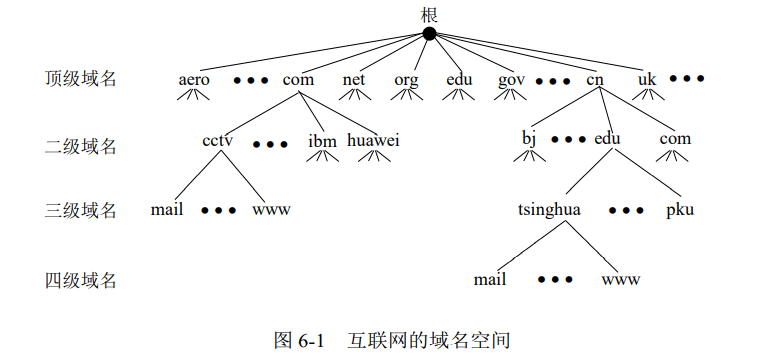 根
顶级域名 aero ●●● com net org edu gov ●●● cn uk ●●●
二级域名 cctv ●●● ibm huawei bj ●●● edu com
三级域名 mail ●●● www tsinghua ●●● pku
四级域名 mail ●●● www
图 6-1 互联网的域名空间